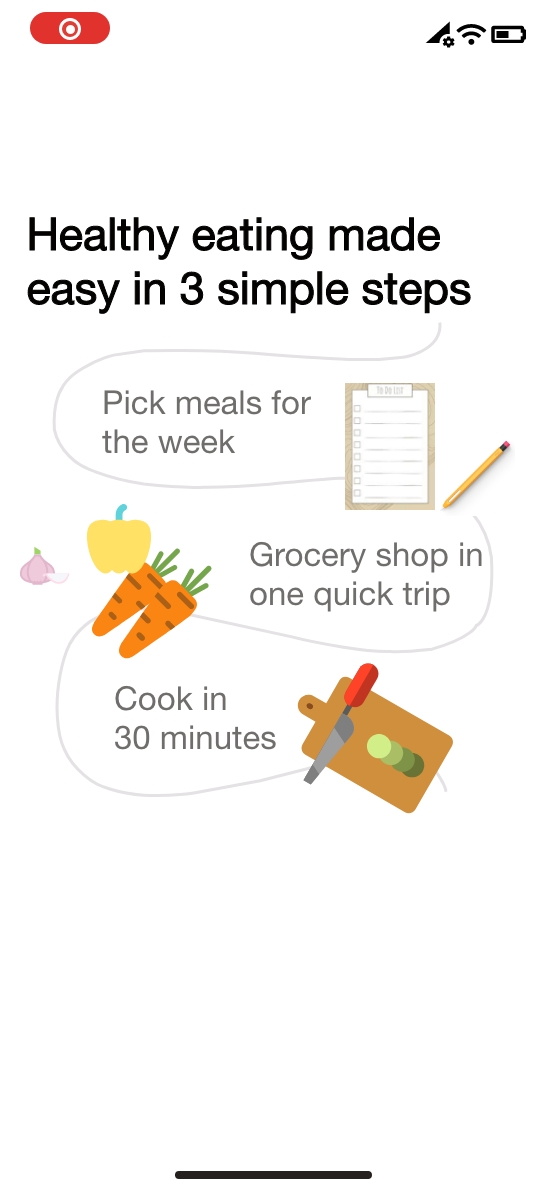 Healthy eating made
easy in 3 simple steps
Pick meals for
the week
To Do List
Grocery shop in
one quick trip
Cook in
30 minutes